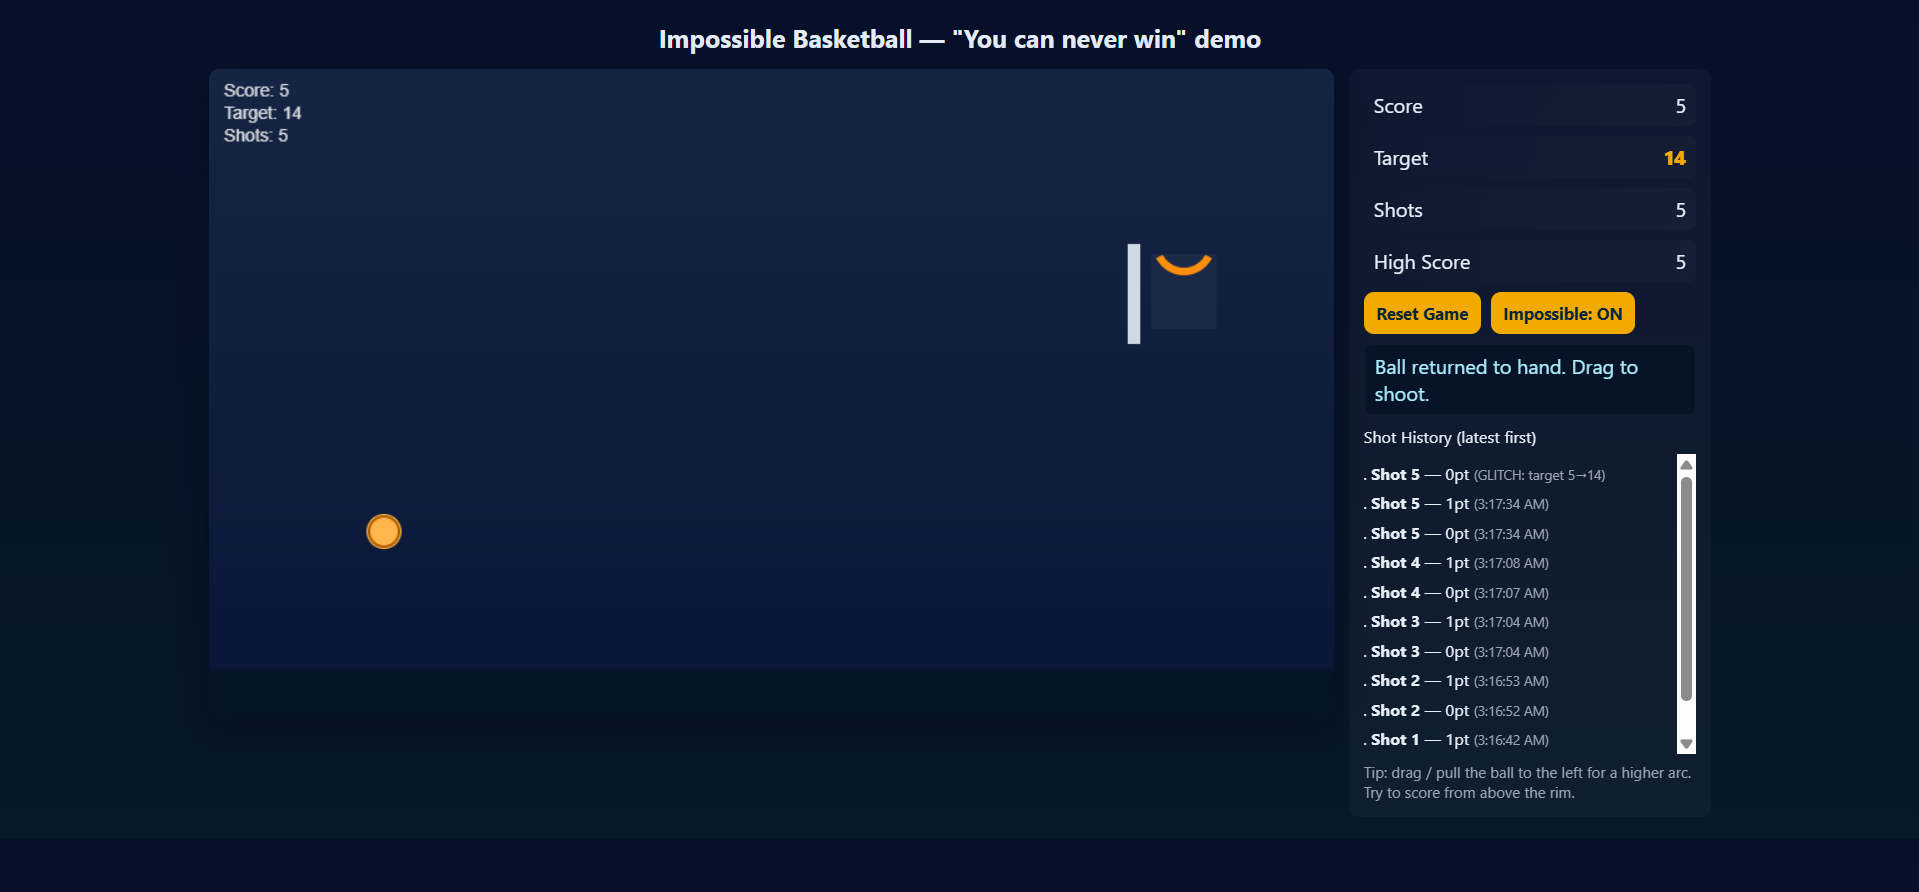 Impossible Basketball — "You can never win" demo
Score: 5
Target: 14
Shots: 5
Score 5
Target 14
Shots 5
High Score 5
Reset Game Impossible: ON
Ball returned to hand. Drag to
shoot.
Shot History (latest first)
. Shot 5 — 0pt (GLITCH: target 5→14)
. Shot 5 — 1pt (3:17:34 AM)
. Shot 5 — 0pt (3:17:34 AM)
. Shot 4 — 1pt (3:17:08 AM)
. Shot 4 — 0pt (3:17:07 AM)
. Shot 3 — 1pt (3:17:04 AM)
. Shot 3 — 0pt (3:17:04 AM)
. Shot 2 — 1pt (3:16:53 AM)
. Shot 2 — 0pt (3:16:52 AM)
. Shot 1 — 1pt (3:16:42 AM)
Tip: drag / pull the ball to the left for a higher arc.
Try to score from above the rim.